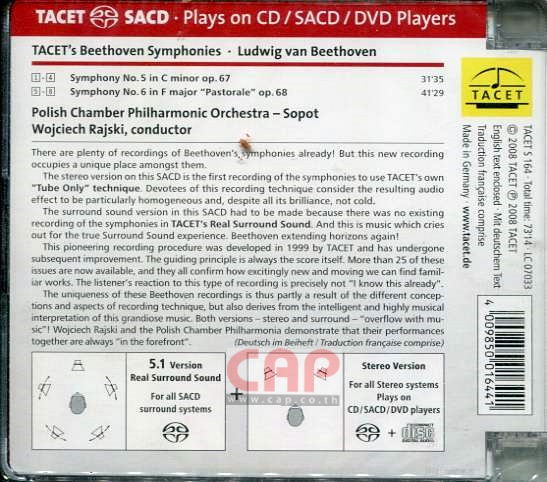 TACET SACD · Plays on CD / SACD / DVD Players
TACET's Beethoven Symphonies · Ludwig van Beethoven
1 - 4 Symphony No. 5 in C minor op. 67 31'35
5 - 8 Symphony No. 6 in F major "Pastorale" op. 68 41'29
Polish Chamber Philharmonic Orchestra – Sopot
Wojciech Rajski, conductor
There are plenty of recordings of Beethoven's symphonies already! But this new recording
occupies a unique place amongst them.
The stereo version on this SACD is the first recording of the symphonies to use TACET's own
"Tube Only" technique. Devotees of this recording technique consider the resulting audio
effect to be particularly homogeneous and, despite all its brilliance, not cold.
The surround sound version in this SACD had to be made because there was no existing
recording of the symphonies in TACET's Real Surround Sound. And this is music which cries
out for the true Surround Sound experience. Beethoven extending horizons again!
This pioneering recording procedure was developed in 1999 by TACET and has undergone
subsequent improvement. The guiding principle is always the score itself. More than 25 of these
issues are now available, and they all confirm how excitingly new and moving we can find famil-
iar works. The listener's reaction to this type of recording is precisely not "I know this already".
The uniqueness of these Beethoven recordings is thus partly a result of the different concep-
tions and aspects of recording technique, but also derives from the intelligent and highly musical
interpretation of this grandiose music. Both versions – stereo and surround – "overflow with mu-
sic"! Wojciech Rajski and the Polish Chamber Philharmonia demonstrate that their performances
together are always "in the forefront".
(Deutsch im Beiheft / Traduction française comprise)
5.1 Version
Real Surround Sound
For all SACD
surround systems
+
Stereo Version
For all Stereo systems
Plays on
CD/SACD/DVD players
+
COMPACT
disc
DIGITAL AUDIO
CAP
www.cap.co.th
TACET
TACET S 164 · Total time: 73'14 · LC 07033
Ⓒ 2008 TACET Ⓟ 2008 TACET
English text enclosed · Mit deutschem Text
Traduction française comprise
Made in Germany · www.tacet.de
4 009850 016441